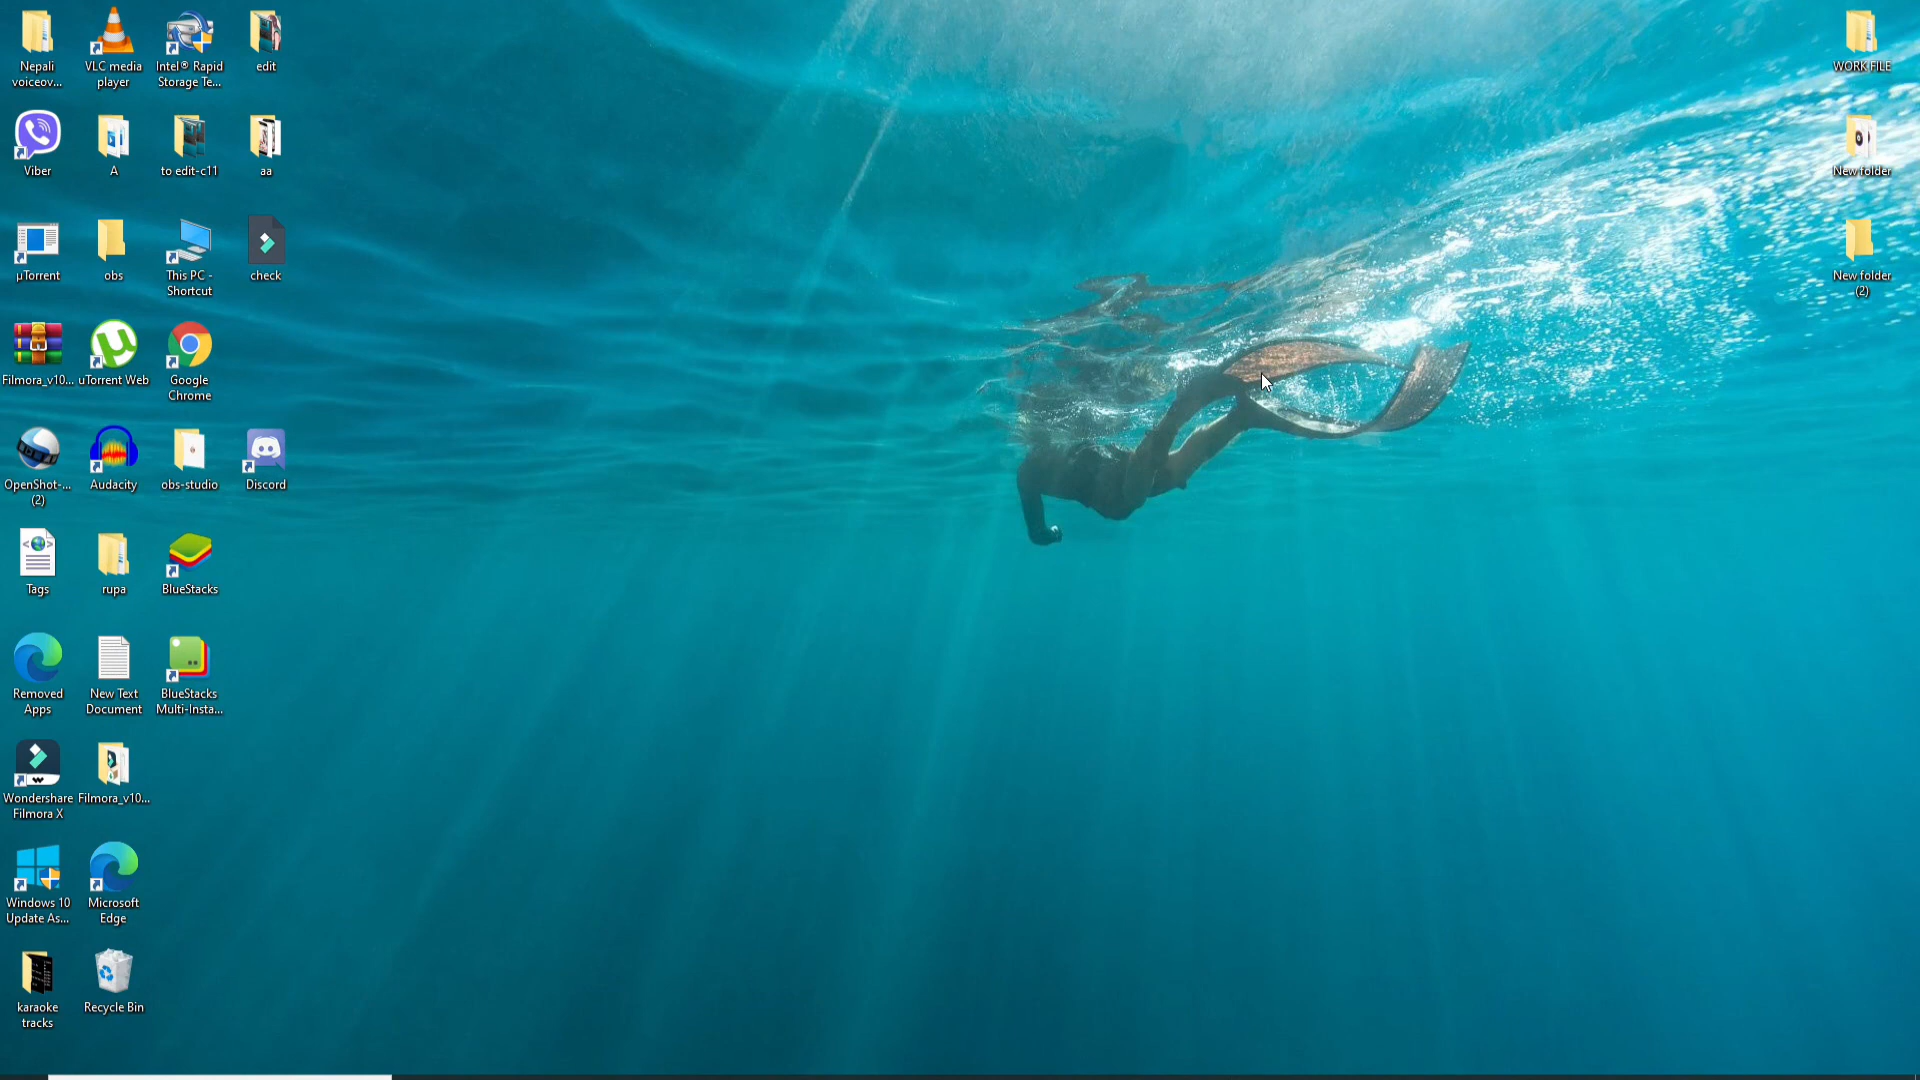 Nepali
voiceov...
VLC media
player
Intel® Rapid
Storage Te...
edit
WORK FILE
Viber
A
to edit-c11
aa
New folder
µTorrent
obs
This PC -
Shortcut
check
New folder
(2)
Filmora_v10...
uTorrent Web
Google
Chrome
OpenShot-...
(2)
Audacity
obs-studio
Discord
Tags
rupa
BlueStacks
Removed
Apps
New Text
Document
BlueStacks
Multi-Insta...
Wondershare
Filmora X
Filmora_v10...
Windows 10
Update As...
Microsoft
Edge
karaoke
tracks
Recycle Bin